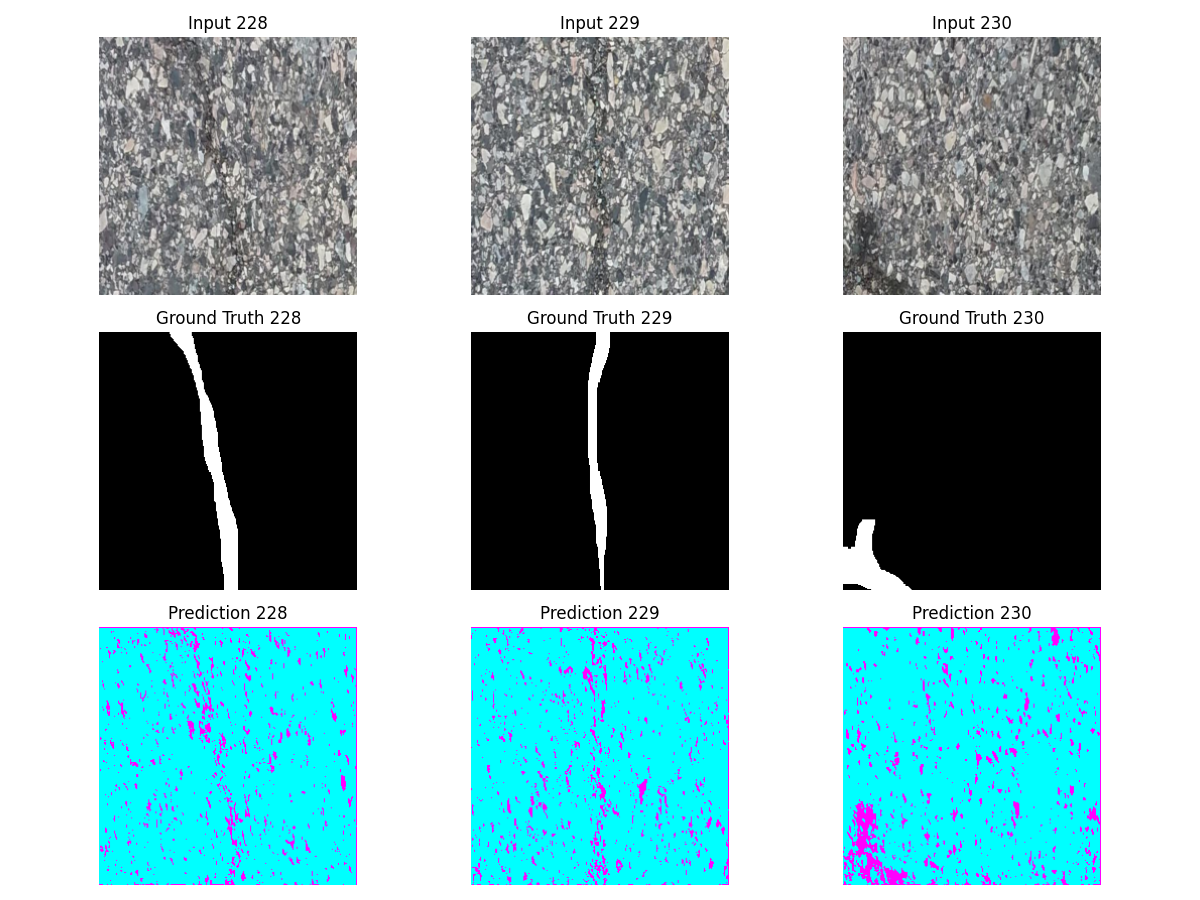 Input 228
Input 229
Input 230
Ground Truth 228
Ground Truth 229
Ground Truth 230
Prediction 228
Prediction 229
Prediction 230